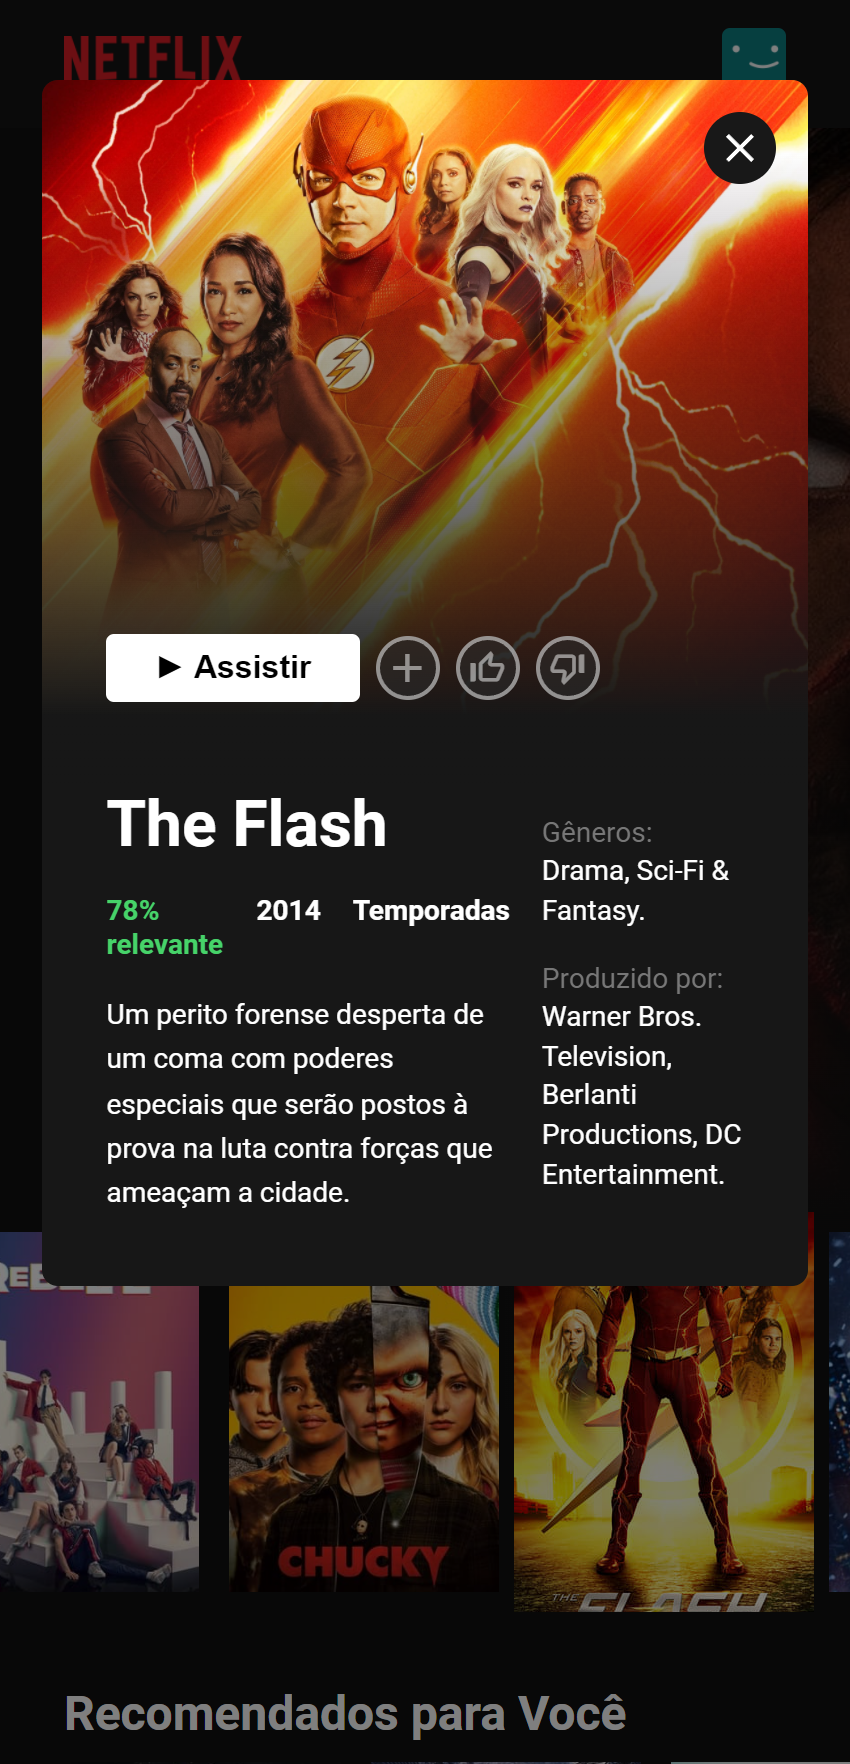 NETFLIX
Assistir
The Flash
78%
relevante
2014
Temporadas
Um perito forense desperta de
um coma com poderes
especiais que serão postos à
prova na luta contra forças que
ameaçam a cidade.
Gêneros:
Drama, Sci-Fi &
Fantasy.
Produzido por:
Warner Bros.
Television,
Berlanti
Productions, DC
Entertainment.
CHUCKY
THE FLASH
Recomendados para Você